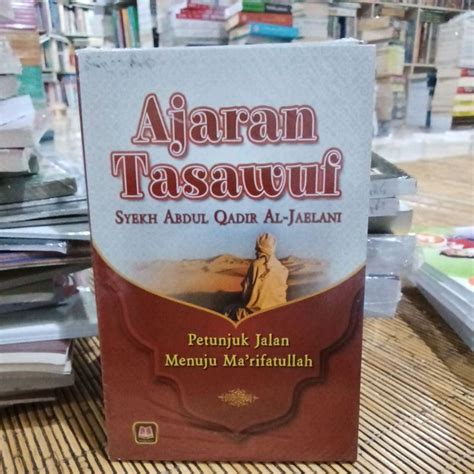 Ajaran
Tasawuf
SYEKH ABDUL QADIR AL-JAELANI
Petunjuk Jalan
Menuju Ma'rifatullah